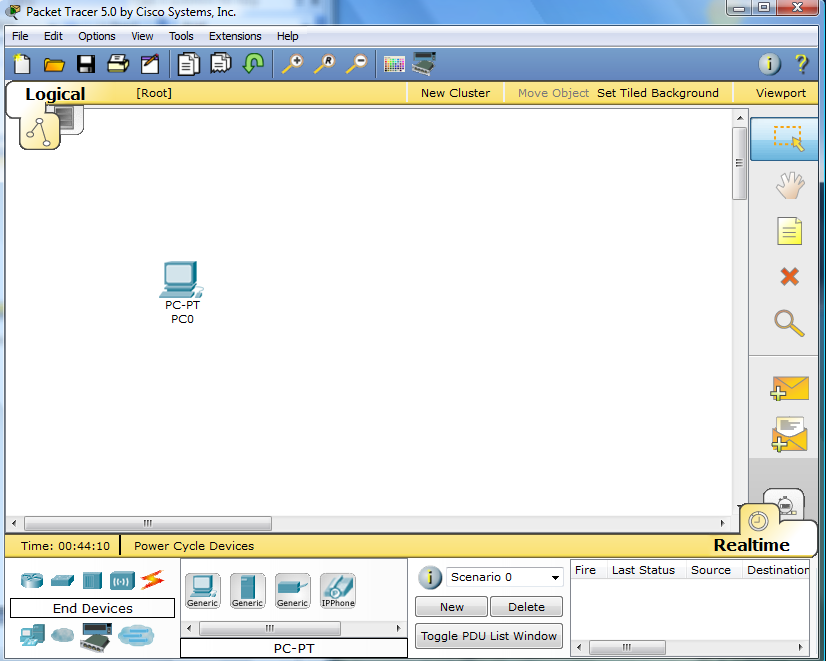 Packet Tracer 5.0 by Cisco Systems, Inc.
File Edit Options View Tools Extensions Help
Logical [Root] New Cluster Move Object Set Tiled Background Viewport
PC-PT
PC0
Time: 00:44:10 Power Cycle Devices Realtime
End Devices
Generic Generic Generic IPPhone
PC-PT
Scenario 0
New Delete
Toggle PDU List Window
Fire Last Status Source Destination